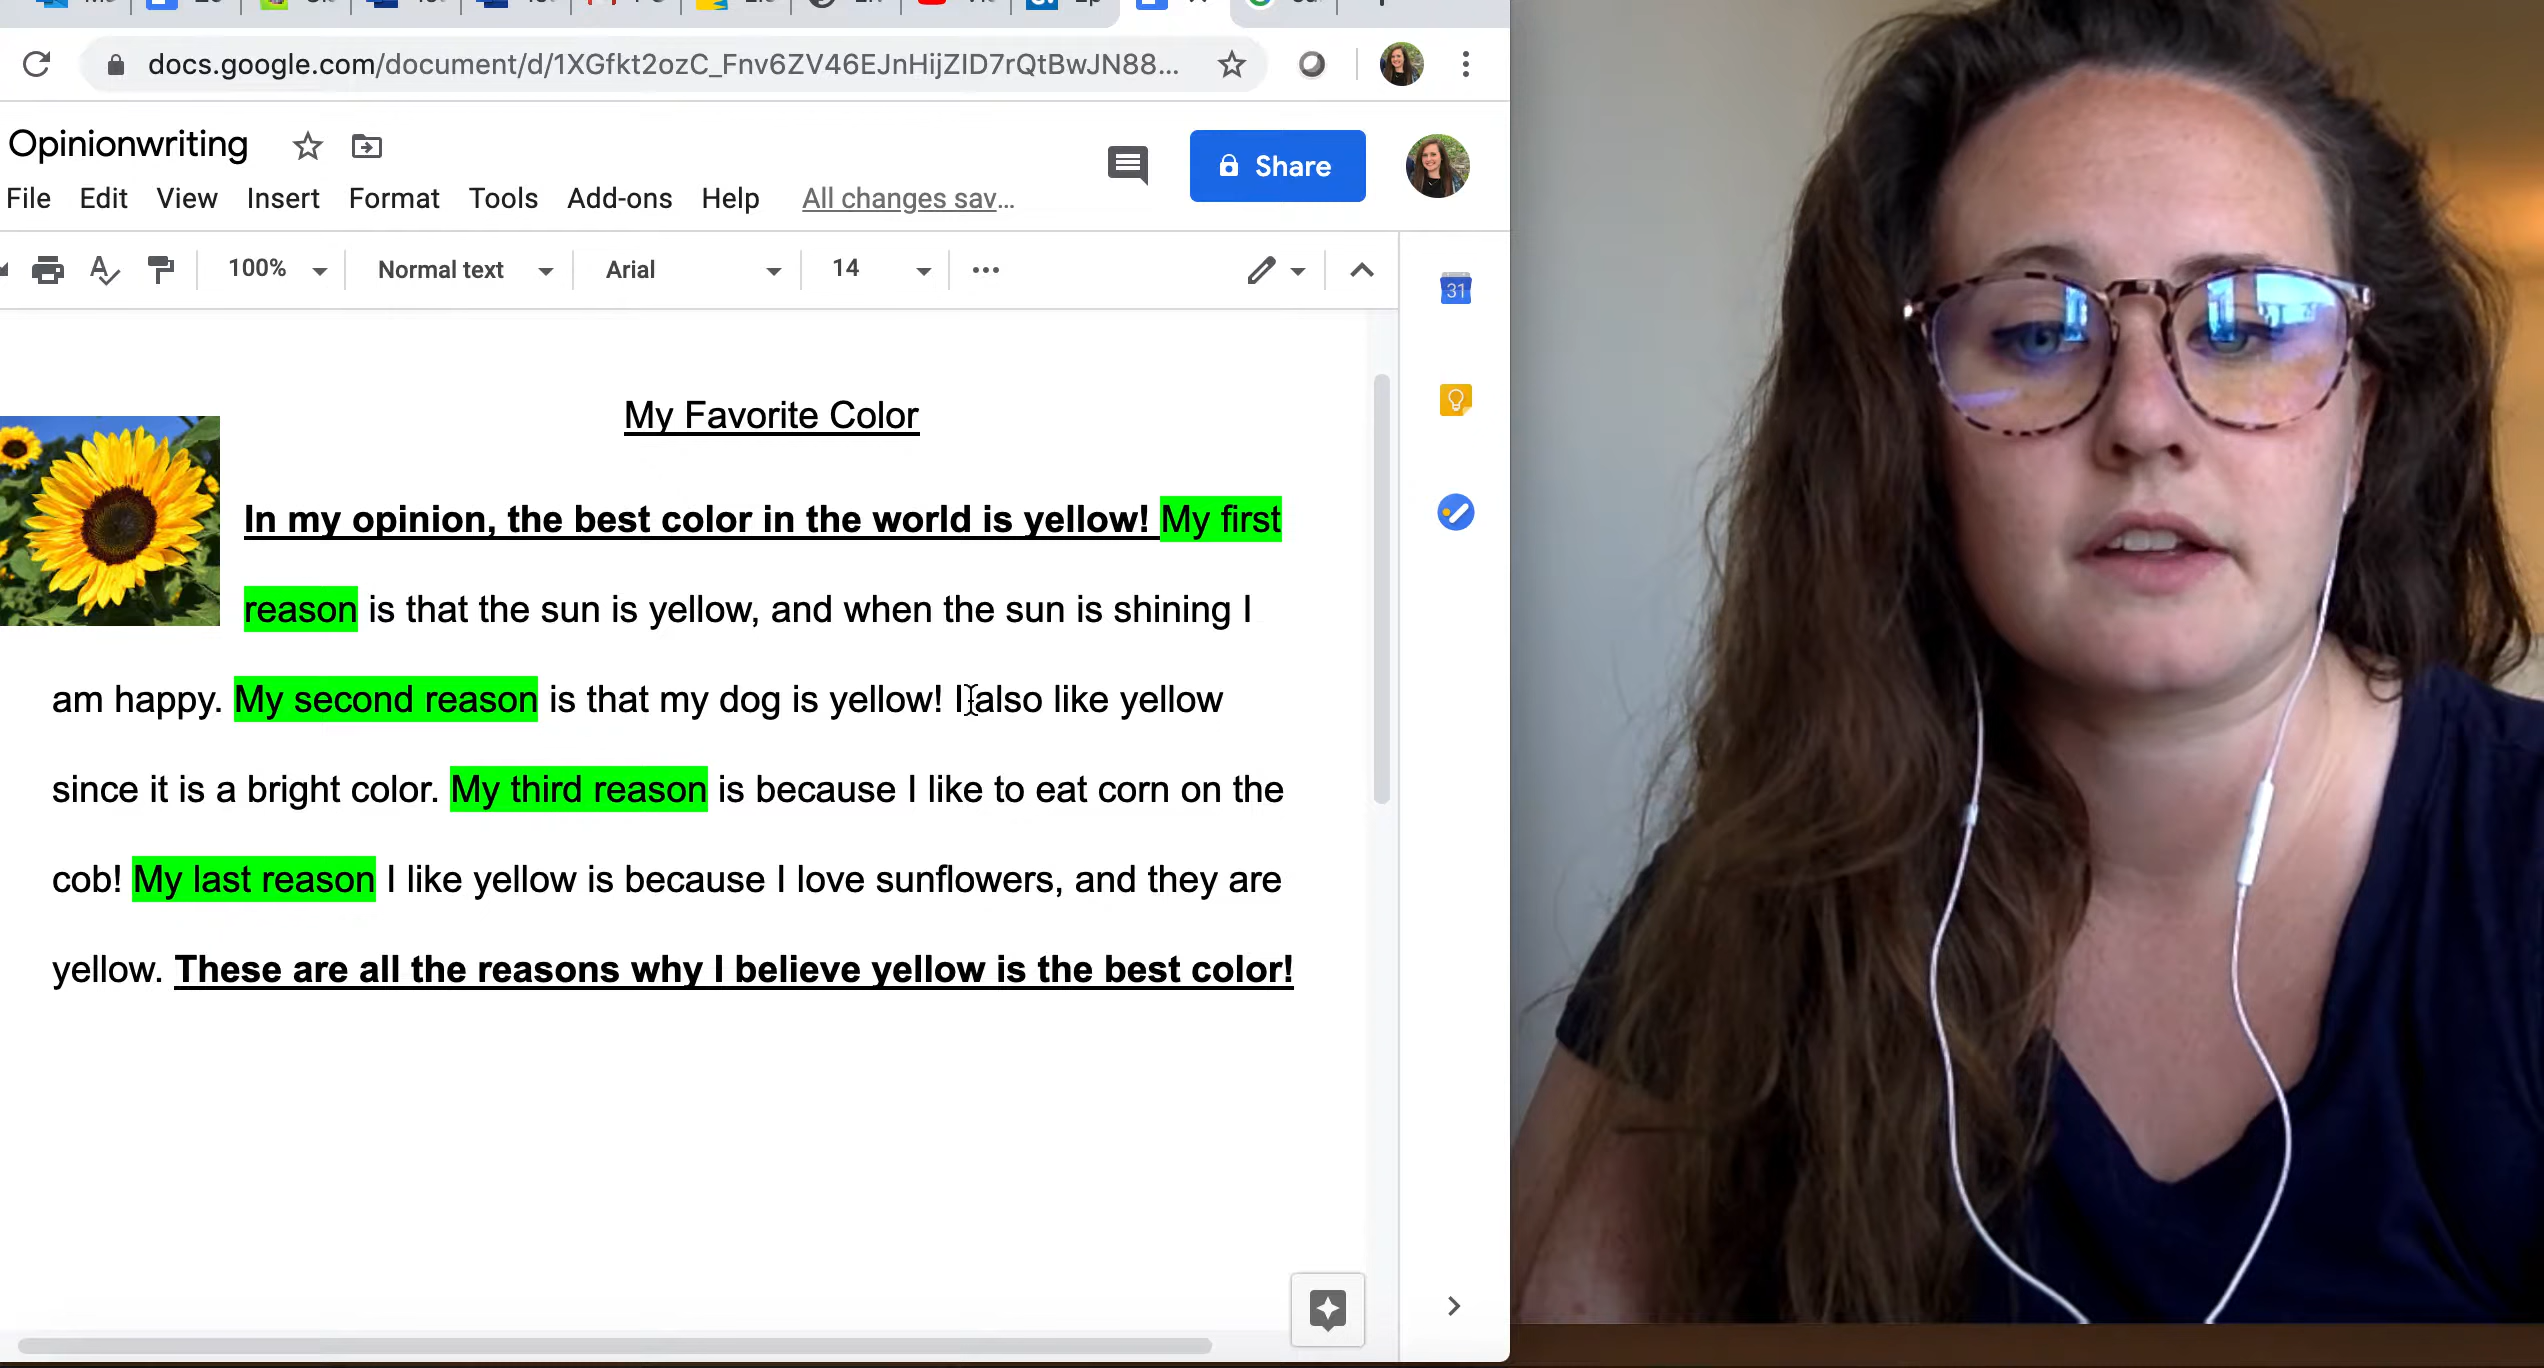 docs.google.com/document/d/1XGfkt2ozC_Fnv6ZV46EJnHijZID7rQtBwJN88...
Opinionwriting
Share
File Edit View Insert Format Tools Add-ons Help All changes sav...
100% Normal text Arial 14
31
My Favorite Color
In my opinion, the best color in the world is yellow! My first
reason is that the sun is yellow, and when the sun is shining I
am happy. My second reason is that my dog is yellow! I also like yellow
since it is a bright color. My third reason is because I like to eat corn on the
cob! My last reason I like yellow is because I love sunflowers, and they are
yellow. These are all the reasons why I believe yellow is the best color!